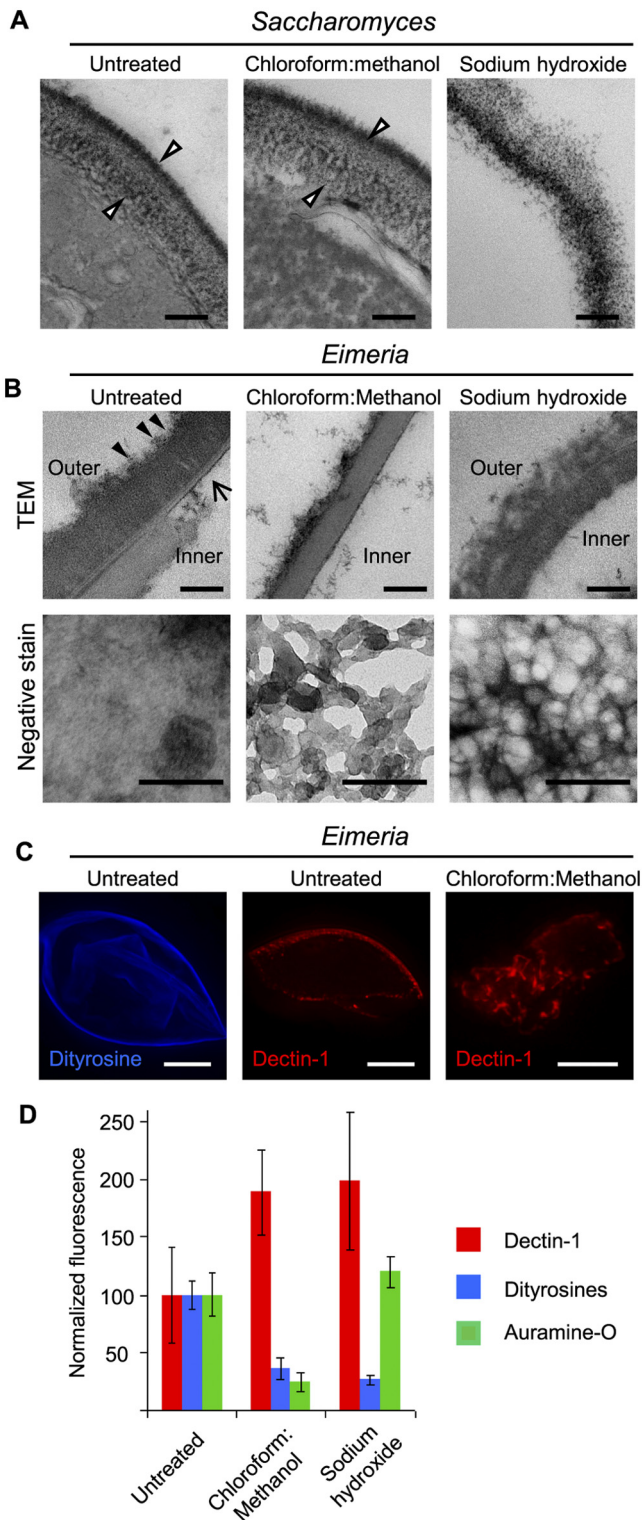 A
Saccharomyces
Untreated
Chloroform:methanol
Sodium hydroxide
Eimeria
B
Untreated
Chloroform:Methanol
Sodium hydroxide
TEM
Outer
Inner
Inner
Outer
Inner
Negative stain
Eimeria
C
Untreated
Untreated
Chloroform:Methanol
Dityrosine
Dectin-1
Dectin-1
D
Normalized fluorescence
250
200
150
100
50
Untreated
Chloroform:
Methanol
Sodium
hydroxide
Dectin-1
Dityrosines
Auramine-O